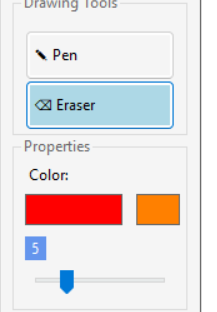 Drawing Tools
✎ Pen
⌫ Eraser
Properties
Color:
5